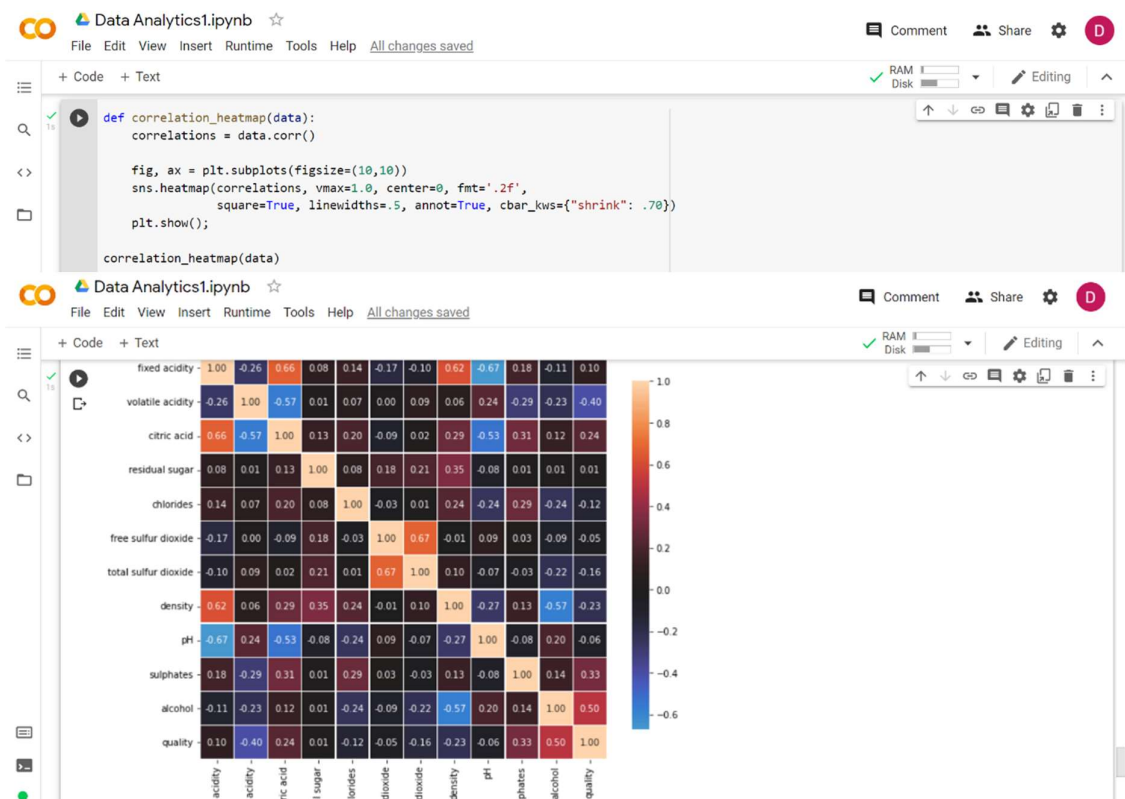 Data Analytics1.ipynb
Comment Share D
File Edit View Insert Runtime Tools Help All changes saved
+ Code + Text
RAM
Disk
Editing
1s
def correlation_heatmap(data):
correlations = data.corr()
fig, ax = plt.subplots(figsize=(10,10))
sns.heatmap(correlations, vmax=1.0, center=0, fmt='.2f',
square=True, linewidths=.5, annot=True, cbar_kws={"shrink": .70})
plt.show();
correlation_heatmap(data)
Data Analytics1.ipynb
Comment Share D
File Edit View Insert Runtime Tools Help All changes saved
+ Code + Text
RAM
Disk
Editing
1s
fixed acidity 1.00 -0.26 0.66 0.08 0.14 -0.17 -0.10 0.62 -0.67 0.18 -0.11 0.10
volatile acidity -0.26 1.00 -0.57 0.01 0.07 0.00 0.09 0.06 0.24 -0.29 -0.23 -0.40
citric acid 0.66 -0.57 1.00 0.13 0.20 -0.09 0.02 0.29 -0.53 0.31 0.12 0.24
residual sugar 0.08 0.01 0.13 1.00 0.08 0.18 0.21 0.35 -0.08 0.01 0.01 0.01
chlorides 0.14 0.07 0.20 0.08 1.00 -0.03 0.01 0.24 -0.24 0.29 -0.24 -0.12
free sulfur dioxide -0.17 0.00 -0.09 0.18 -0.03 1.00 0.67 -0.01 0.09 0.03 -0.09 -0.05
total sulfur dioxide -0.10 0.09 0.02 0.21 0.01 0.67 1.00 0.10 -0.07 -0.03 -0.22 -0.16
density 0.62 0.06 0.29 0.35 0.24 -0.01 0.10 1.00 -0.27 0.13 -0.57 -0.23
pH -0.67 0.24 -0.53 -0.08 -0.24 0.09 -0.07 -0.27 1.00 -0.08 0.20 -0.06
sulphates 0.18 -0.29 0.31 0.01 0.29 0.03 -0.03 0.13 -0.08 1.00 0.14 0.33
alcohol -0.11 -0.23 0.12 0.01 -0.24 -0.09 -0.22 -0.57 0.20 0.14 1.00 0.50
quality 0.10 -0.40 0.24 0.01 -0.12 -0.05 -0.16 -0.23 -0.06 0.33 0.50 1.00
acidity
acidity
ric acid
l sugar
lorides
dioxide
dioxide
density
pH
phates
alcohol
quality
1.0
0.8
0.6
0.4
0.2
0.0
-0.2
-0.4
-0.6